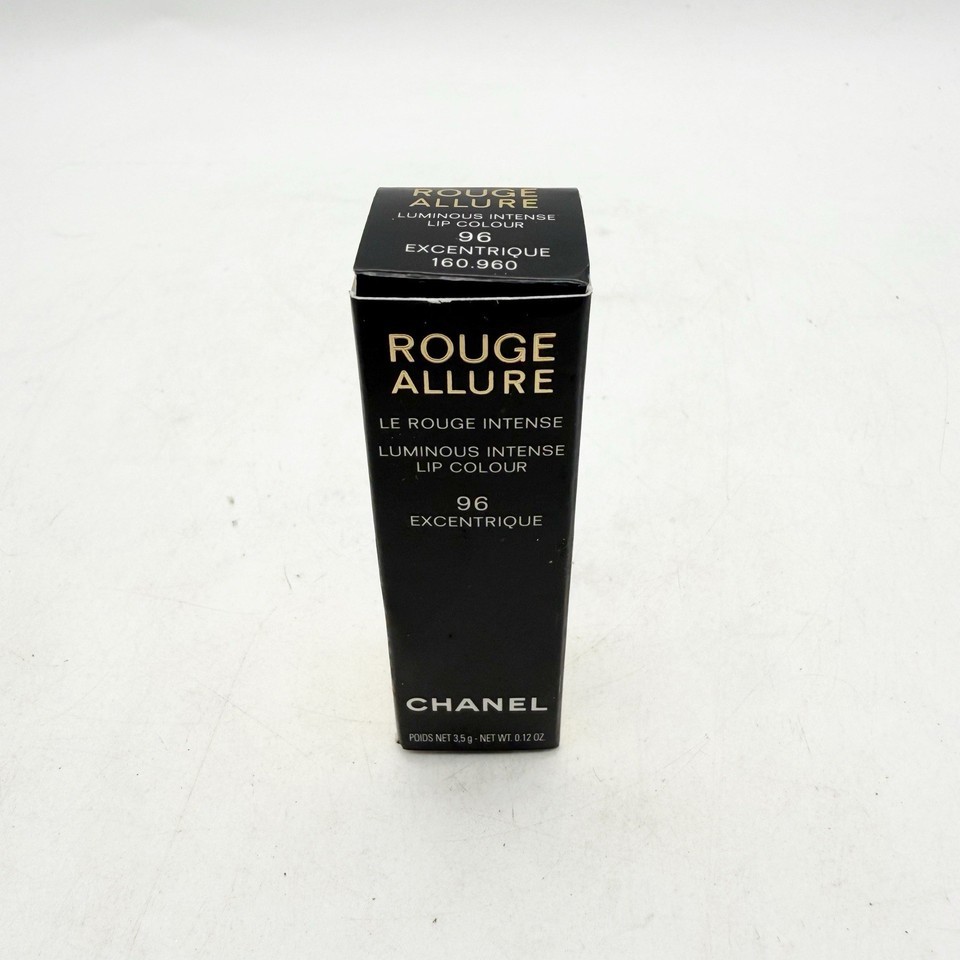 ROUGE
ALLURE
LUMINOUS INTENSE
LIP COLOUR
96
EXCENTRIQUE
160.960
ROUGE
ALLURE
LE ROUGE INTENSE
LUMINOUS INTENSE
LIP COLOUR
96
EXCENTRIQUE
CHANEL
POIDS NET 3,5 g - NET WT. 0.12 OZ.